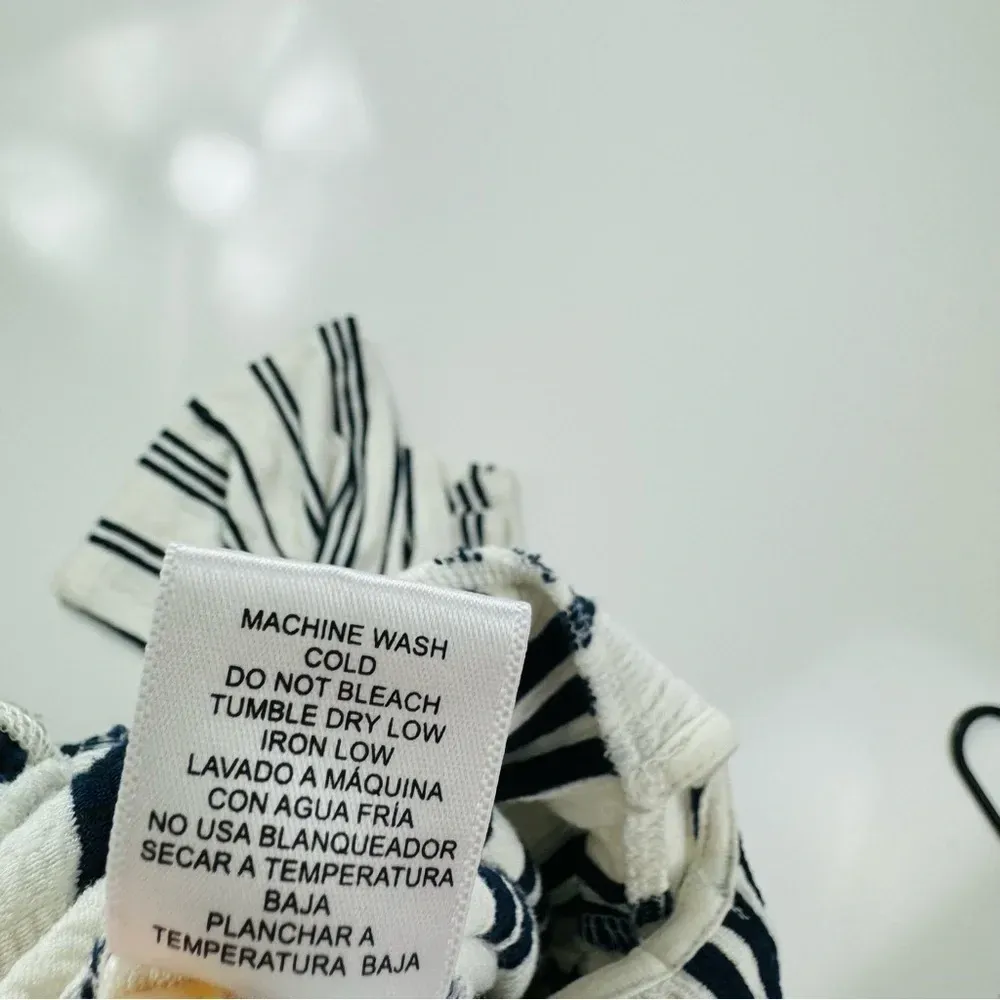 MACHINE WASH
COLD
DO NOT BLEACH
TUMBLE DRY LOW
IRON LOW
LAVADO A MÁQUINA
CON AGUA FRÍA
NO USA BLANQUEADOR
SECAR A TEMPERATURA
BAJA
PLANCHAR A
TEMPERATURA BAJA